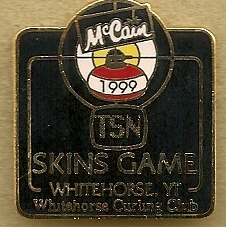 McCain
1999
TSN
SKINS GAME
WHITEHORSE, YT
Whitehorse Curling Club